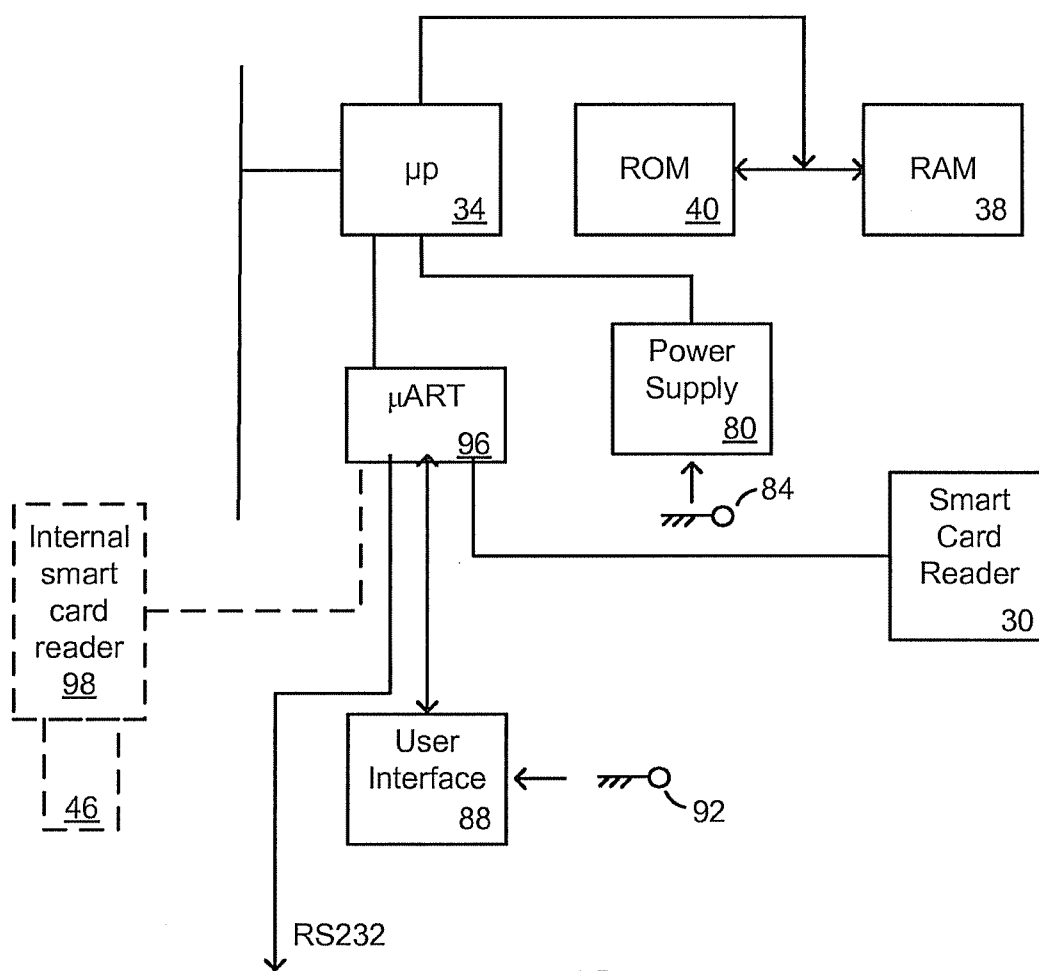 µp
34
ROM
40
RAM
38
Power
Supply
80
µART
96
84
Smart
Card
Reader
30
Internal
smart
card
reader
98
46
User
Interface
88
92
RS232